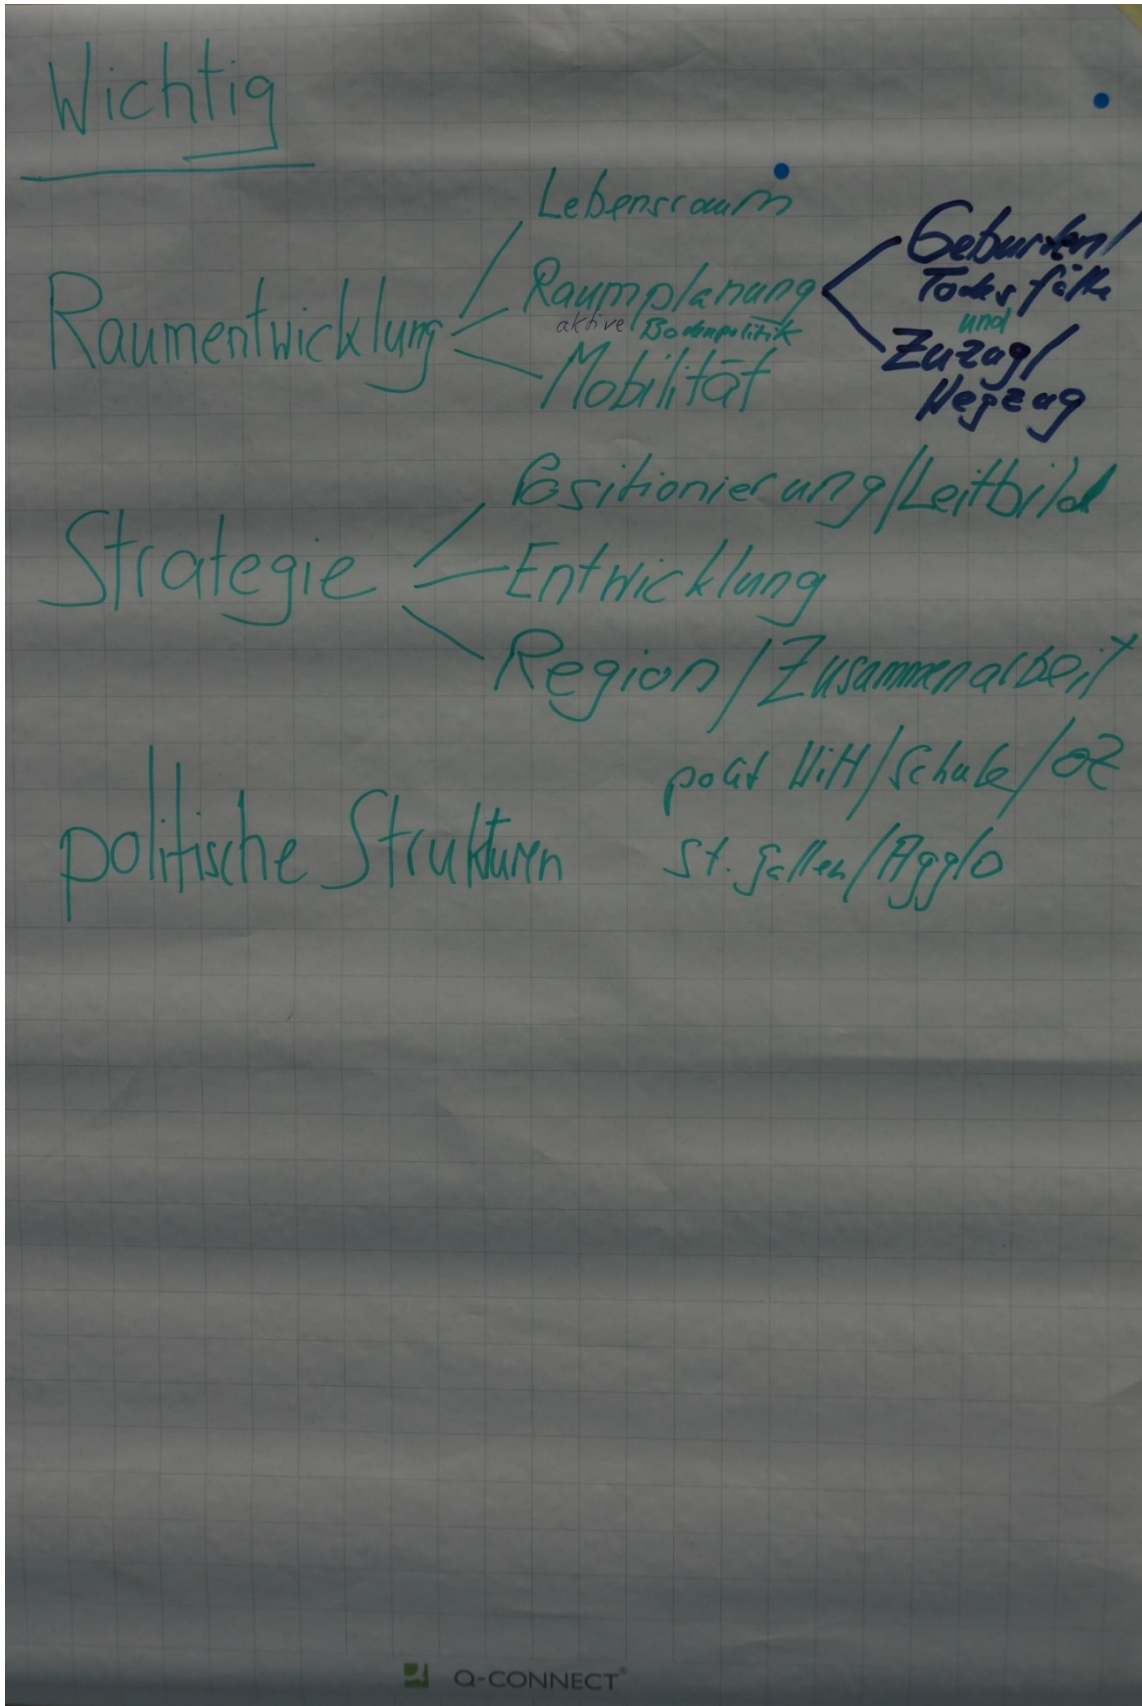 Wichtig
Lebensraum
Raumentwicklung
Raumplanung
aktive Bodenpolitik
Mobilität
Geburten/
Todesfälle
und
Zuzug/
Wegzug
Strategie
Positionierung/Leitbild
Entwicklung
Region/Zusammenarbeit
polit Witt/Schule/OZ
politische Strukturen
St. Gallen/Agglo
Q-CONNECT®